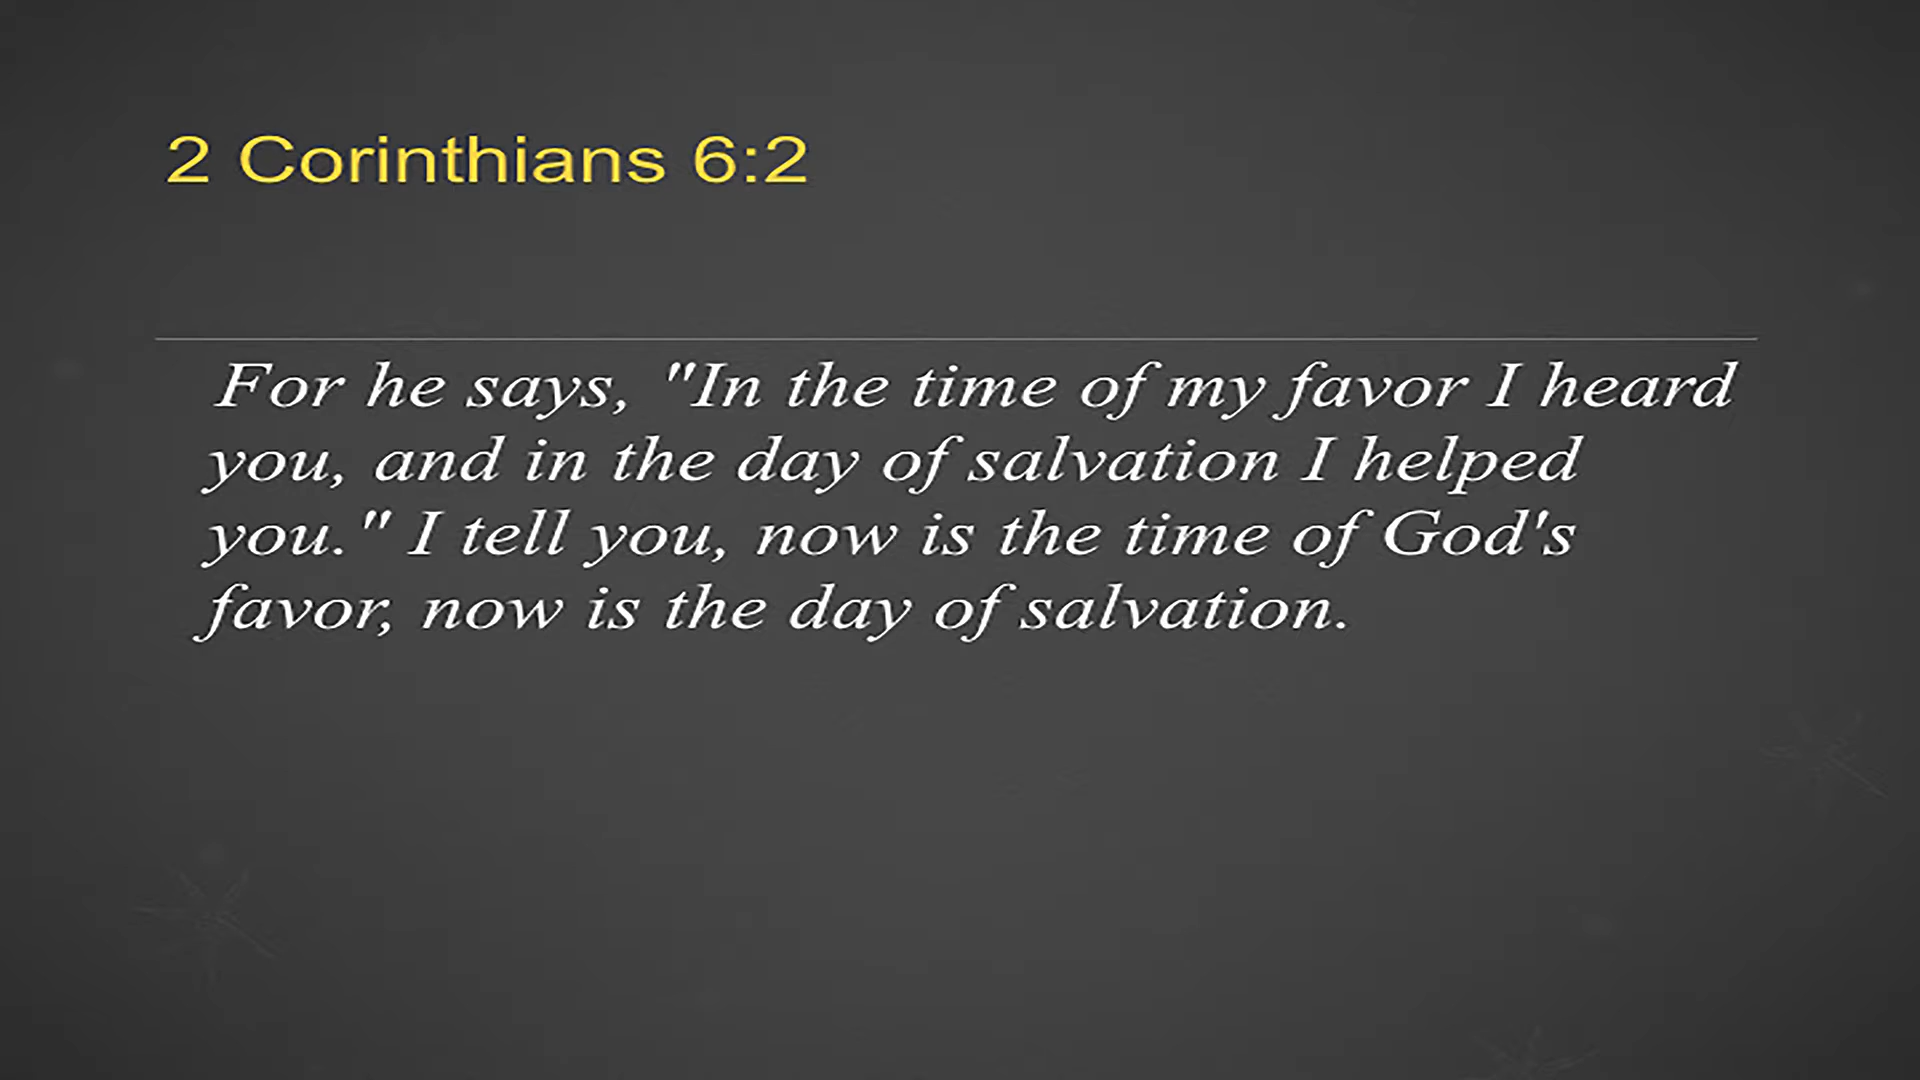 2 Corinthians 6:2
For he says, "In the time of my favor I heard
you, and in the day of salvation I helped
you." I tell you, now is the time of God's
favor, now is the day of salvation.